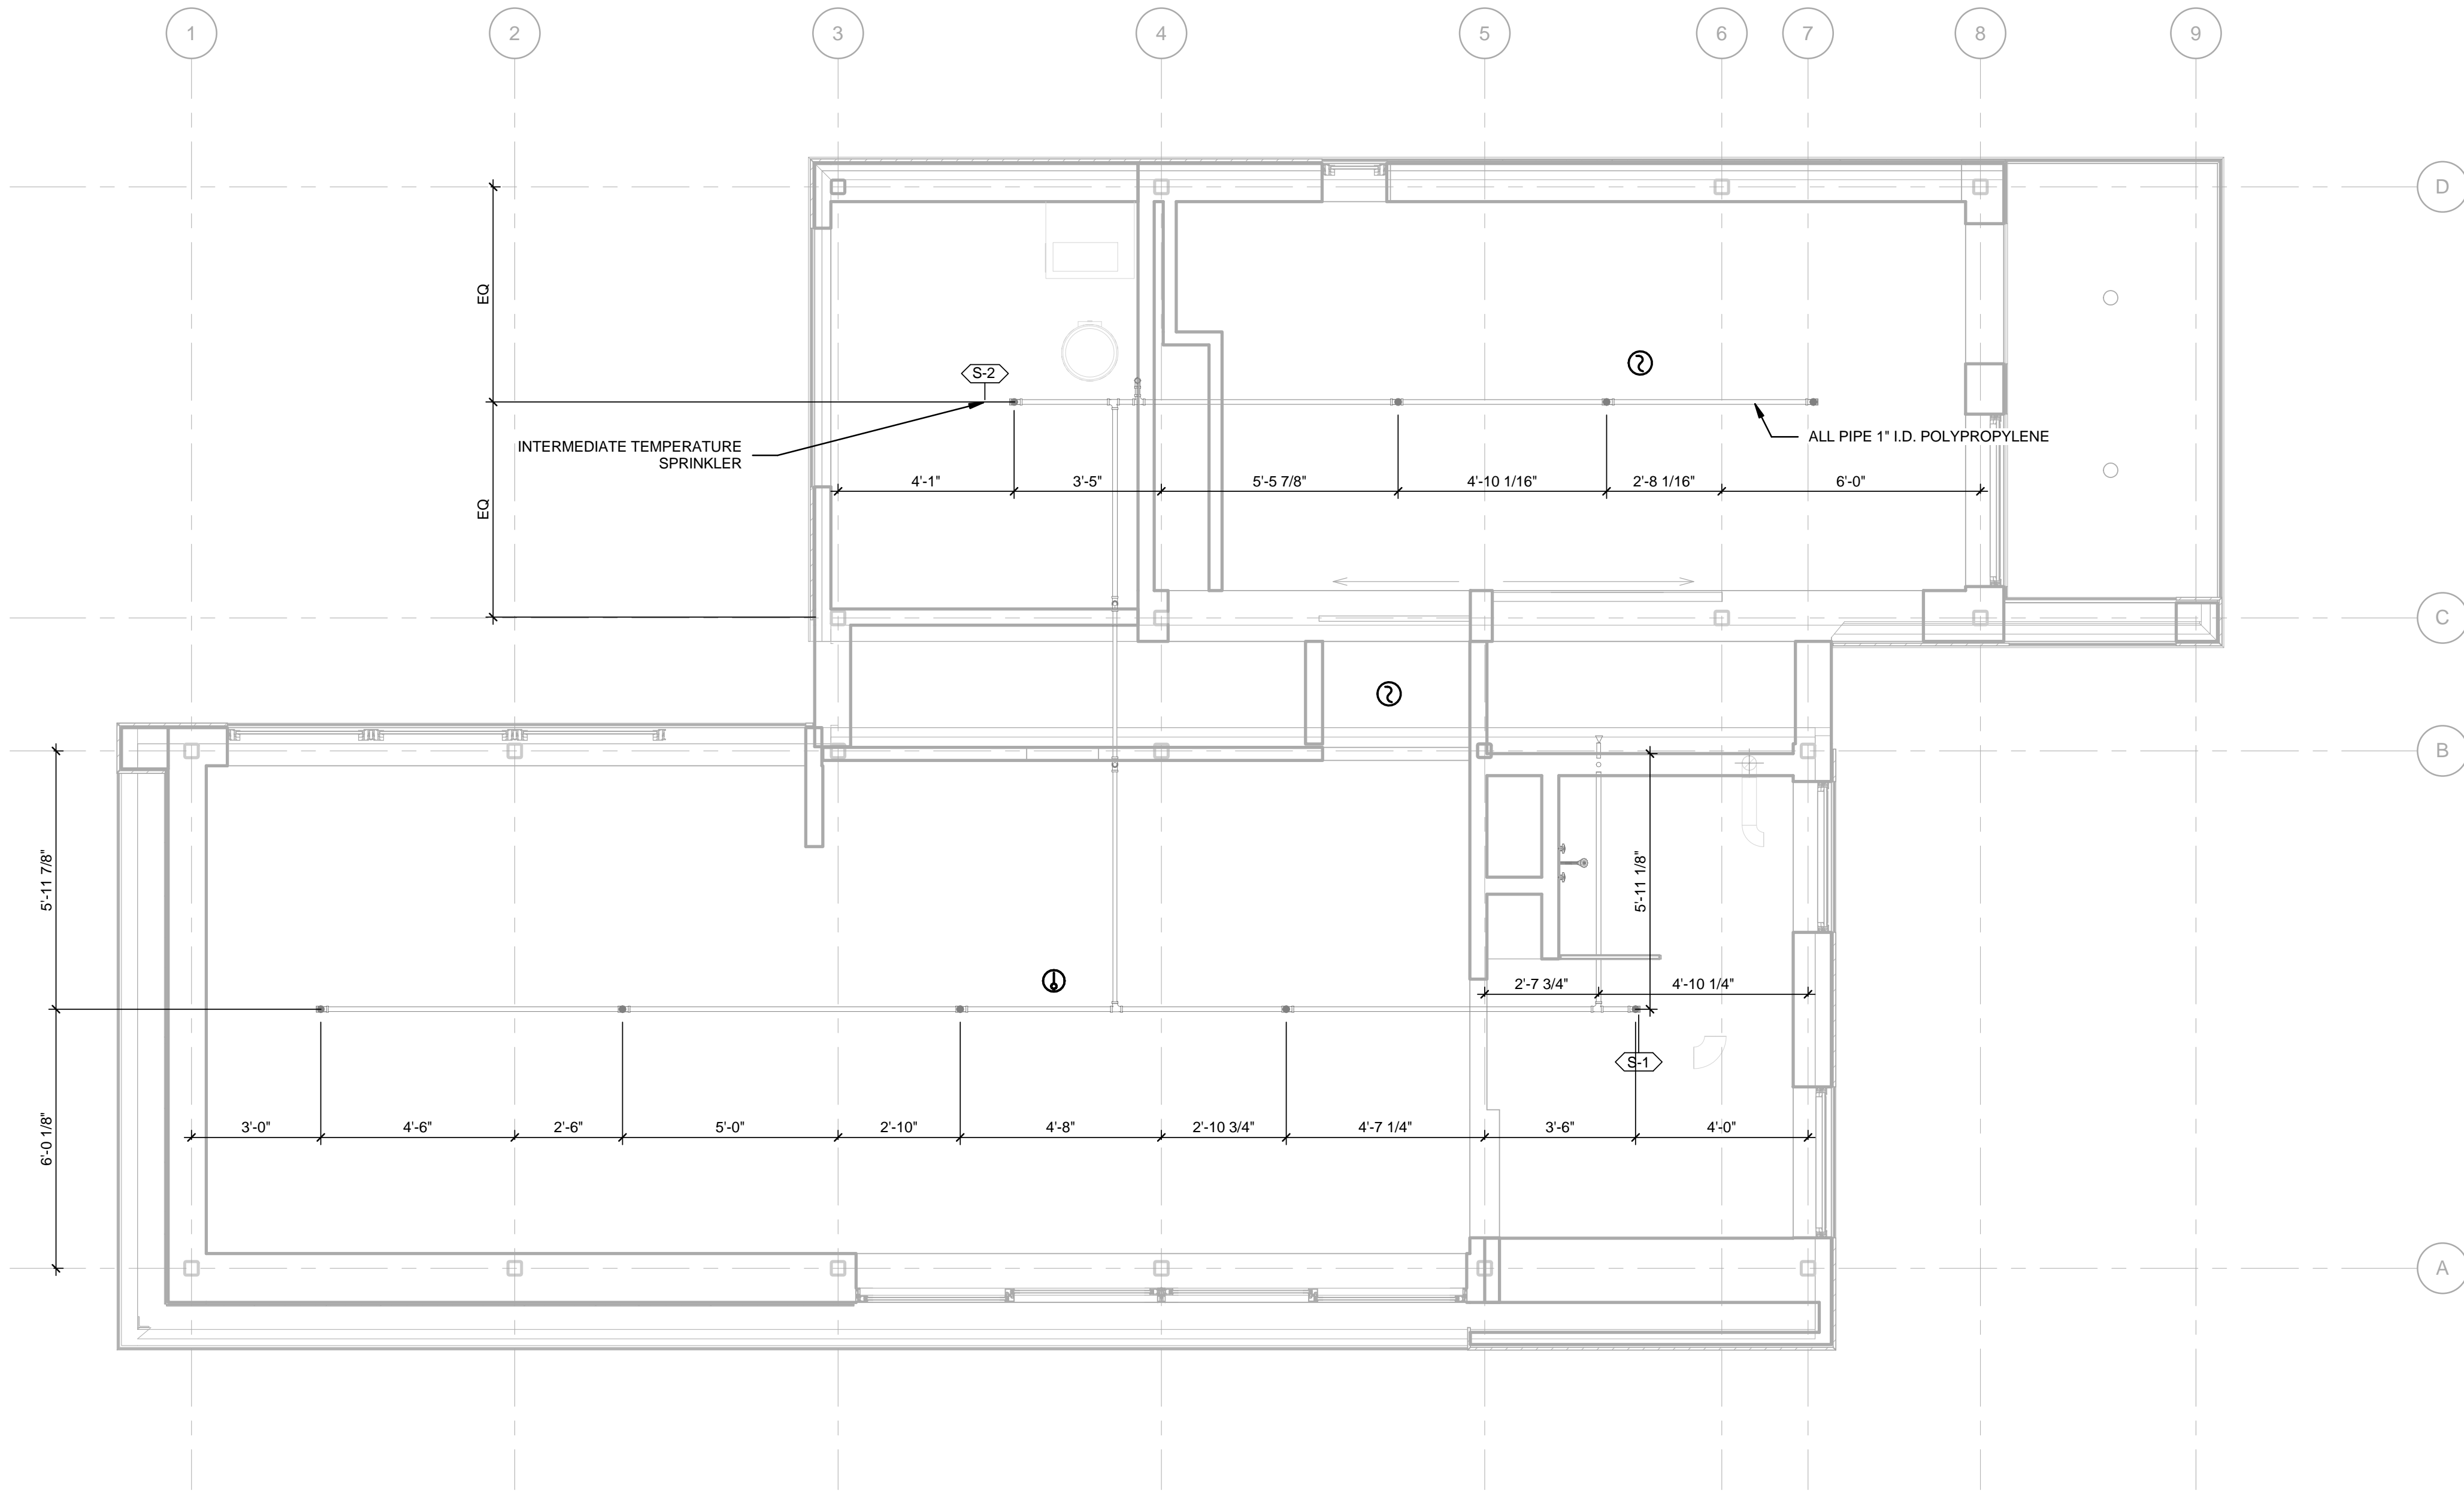 1
2
3
4
5
6
7
8
9
D
EQ
S-2
INTERMEDIATE TEMPERATURE
SPRINKLER
ALL PIPE 1" I.D. POLYPROPYLENE
4'-1"
3'-5"
5'-5 7/8"
4'-10 1/16"
2'-8 1/16"
6'-0"
EQ
C
B
5'-11 7/8"
5'-11 1/8"
2'-7 3/4"
4'-10 1/4"
S-1
6'-0 1/8"
3'-0"
4'-6"
2'-6"
5'-0"
2'-10"
4'-8"
2'-10 3/4"
4'-7 1/4"
3'-6"
4'-0"
A